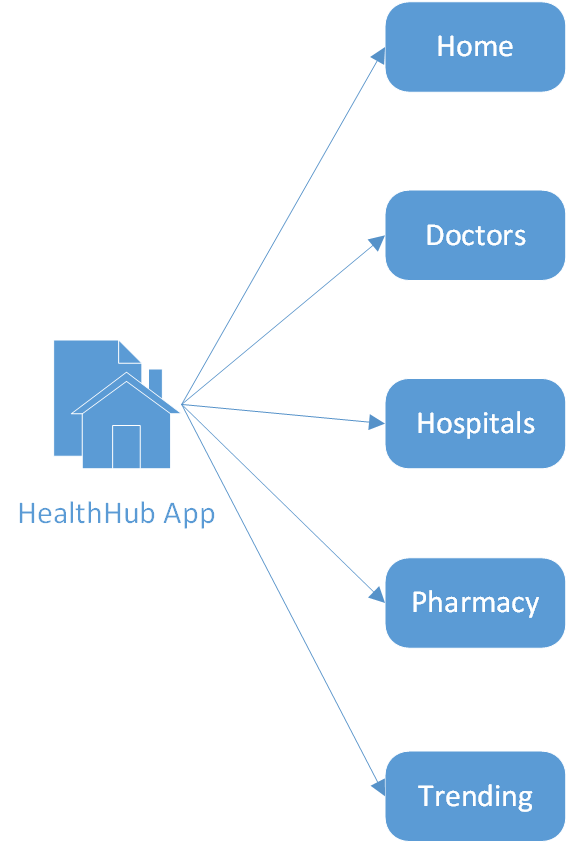 Home
Doctors
Hospitals
HealthHub App
Pharmacy
Trending